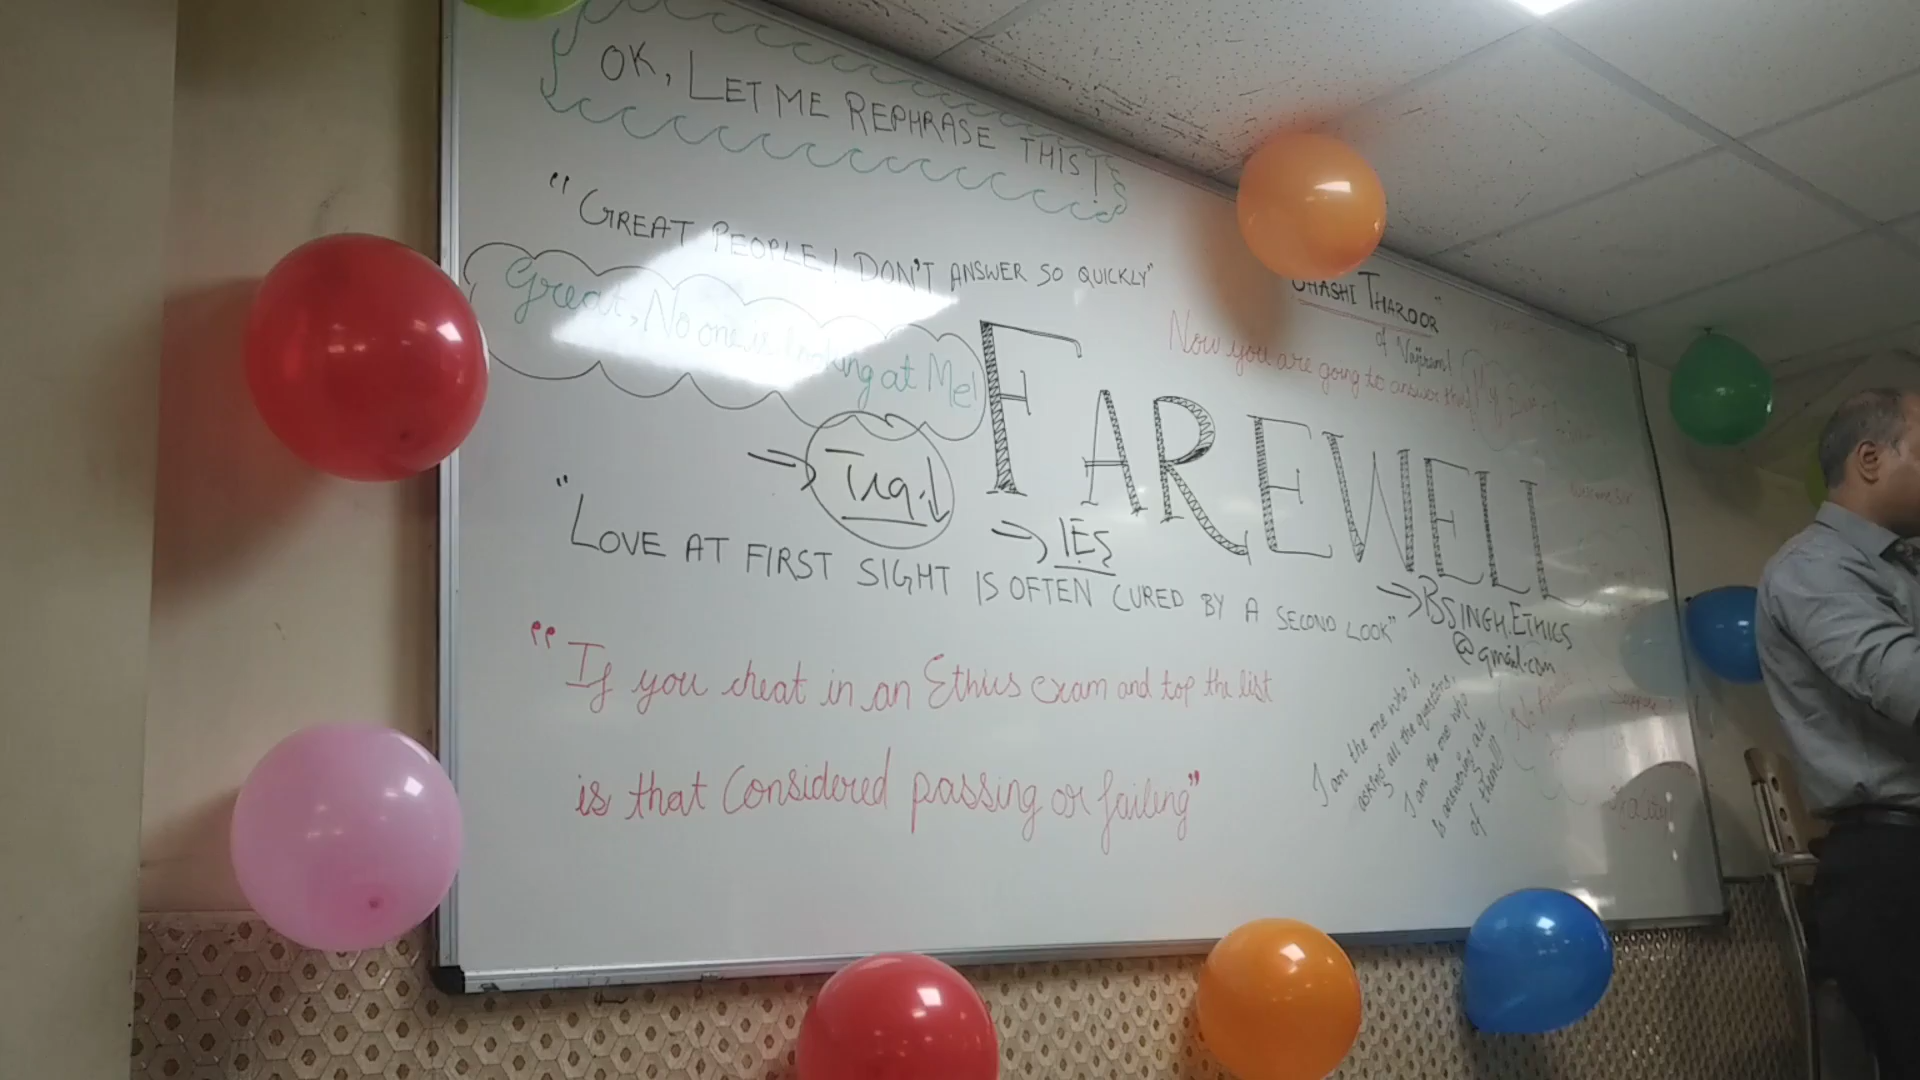 OK, LET ME REPHRASE THIS!
"GREAT PEOPLE! DON'T ANSWER SO QUICKLY"
Great, No one is looking at Me!
SHASHI THAROOR"
of Vajiram!
Now you are going to answer this!
FAREWELL
IES
"LOVE AT FIRST SIGHT IS OFTEN CURED BY A SECOND LOOK"
BSINGH.ETHICS
@gmail.com
"If you cheat in an Ethics exam and top the list
is that Considered passing or failing"
I am the one who is
asking all the questions,
I am the one who
is answering all
of them!!!